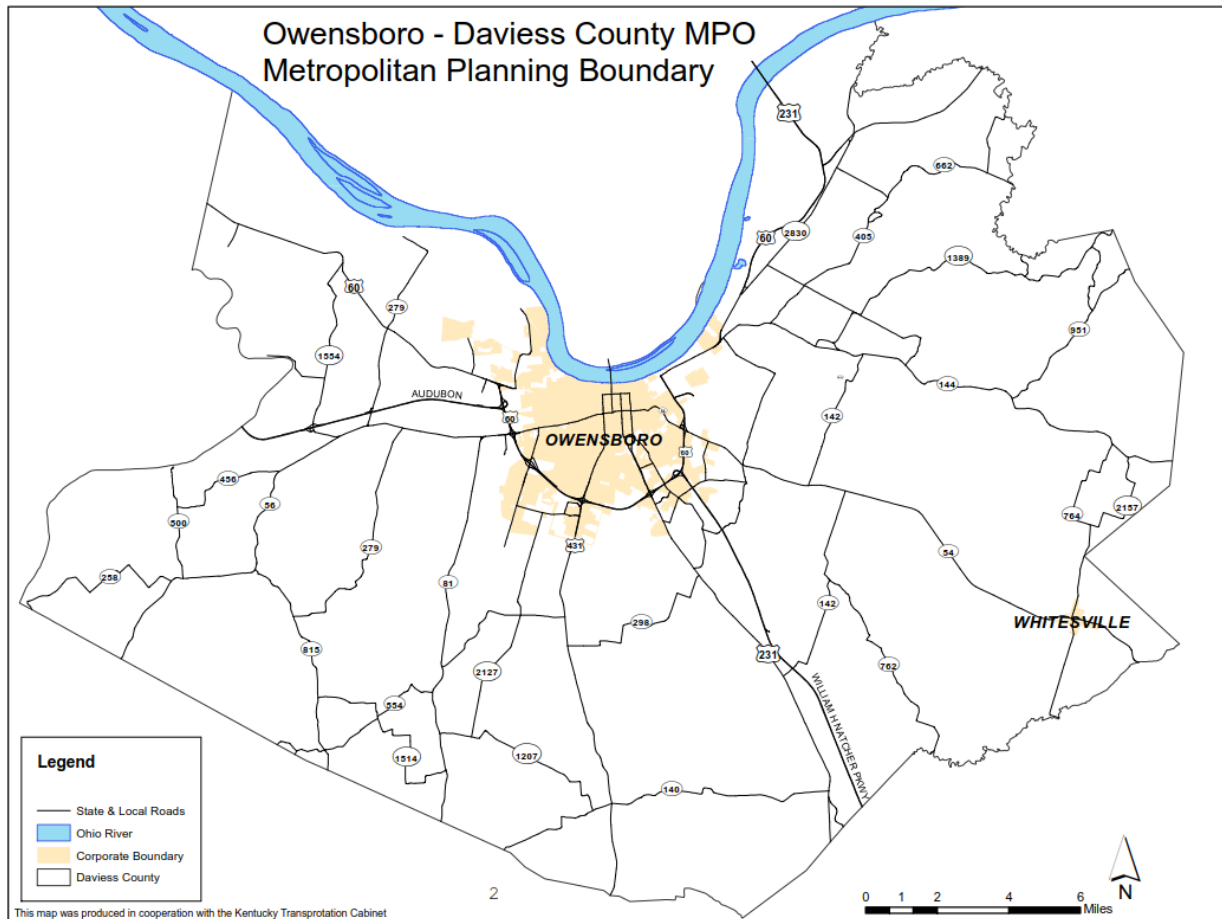 Owensboro - Daviess County MPO
Metropolitan Planning Boundary
231
662
60
2830
405
1389
60
279
951
1554
144
AUDUBON
142
60
OWENSBORO
60
456
56
500
764
2157
279
431
54
258
81
142
298
WHITESVILLE
815
231
762
2127
WILLIAM H NATCHER PKWY
554
1514
1207
140
Legend
State & Local Roads
Ohio River
Corporate Boundary
Daviess County
2
N
0 1 2 4 6
Miles
This map was produced in cooperation with the Kentucky Transprotation Cabinet